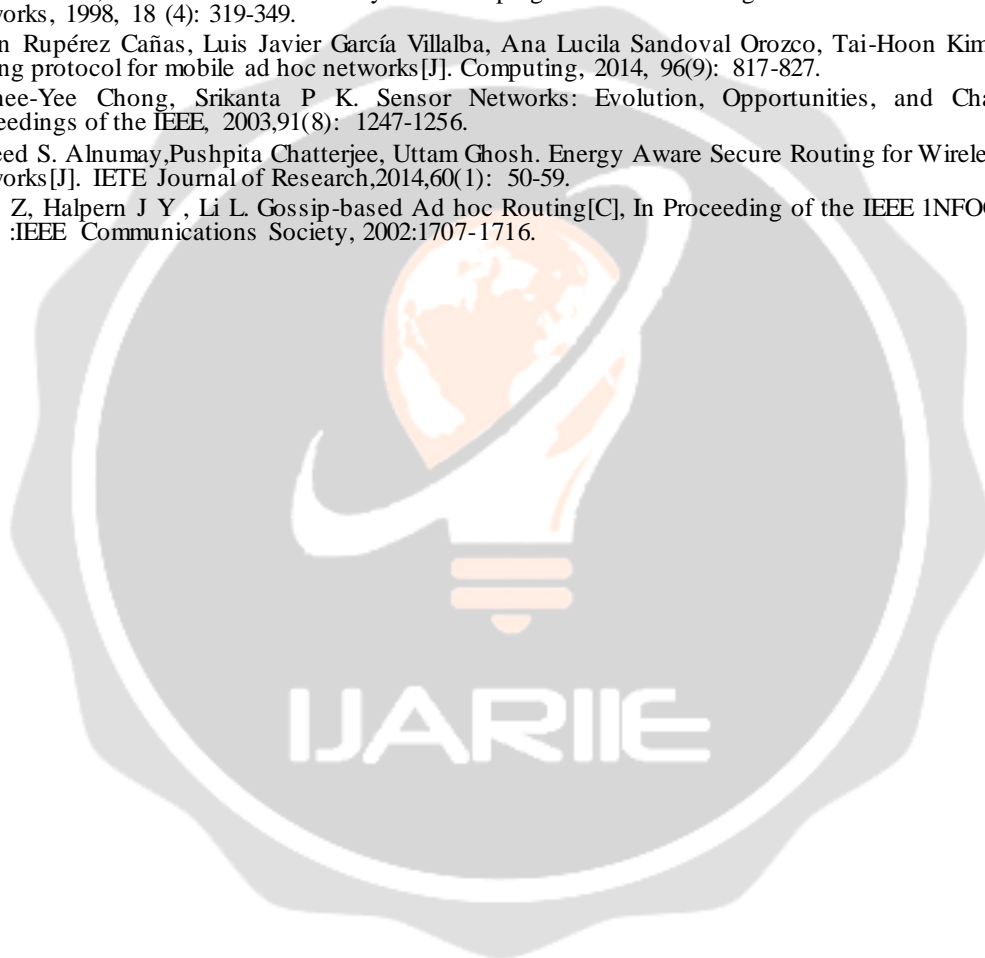 orks, 1998, 18 (4): 319-349.
n Rupérez Cañas, Luis Javier García Villalba, Ana Lucila Sandoval Orozco, Tai-Hoon Kim
ng protocol for mobile ad hoc networks[J]. Computing, 2014, 96(9): 817-827.
hee-Yee Chong, Srikanta P K. Sensor Networks: Evolution, Opportunities, and Cha
eedings of the IEEE, 2003,91(8): 1247-1256.
eed S. Alnumay,Pushpita Chatterjee, Uttam Ghosh. Energy Aware Secure Routing for Wirele
orks[J]. IETE Journal of Research,2014,60(1): 50-59.
Z, Halpern J Y , Li L. Gossip-based Ad hoc Routing[C], In Proceeding of the IEEE 1NFO
:IEEE Communications Society, 2002:1707-1716.
IJARIIE